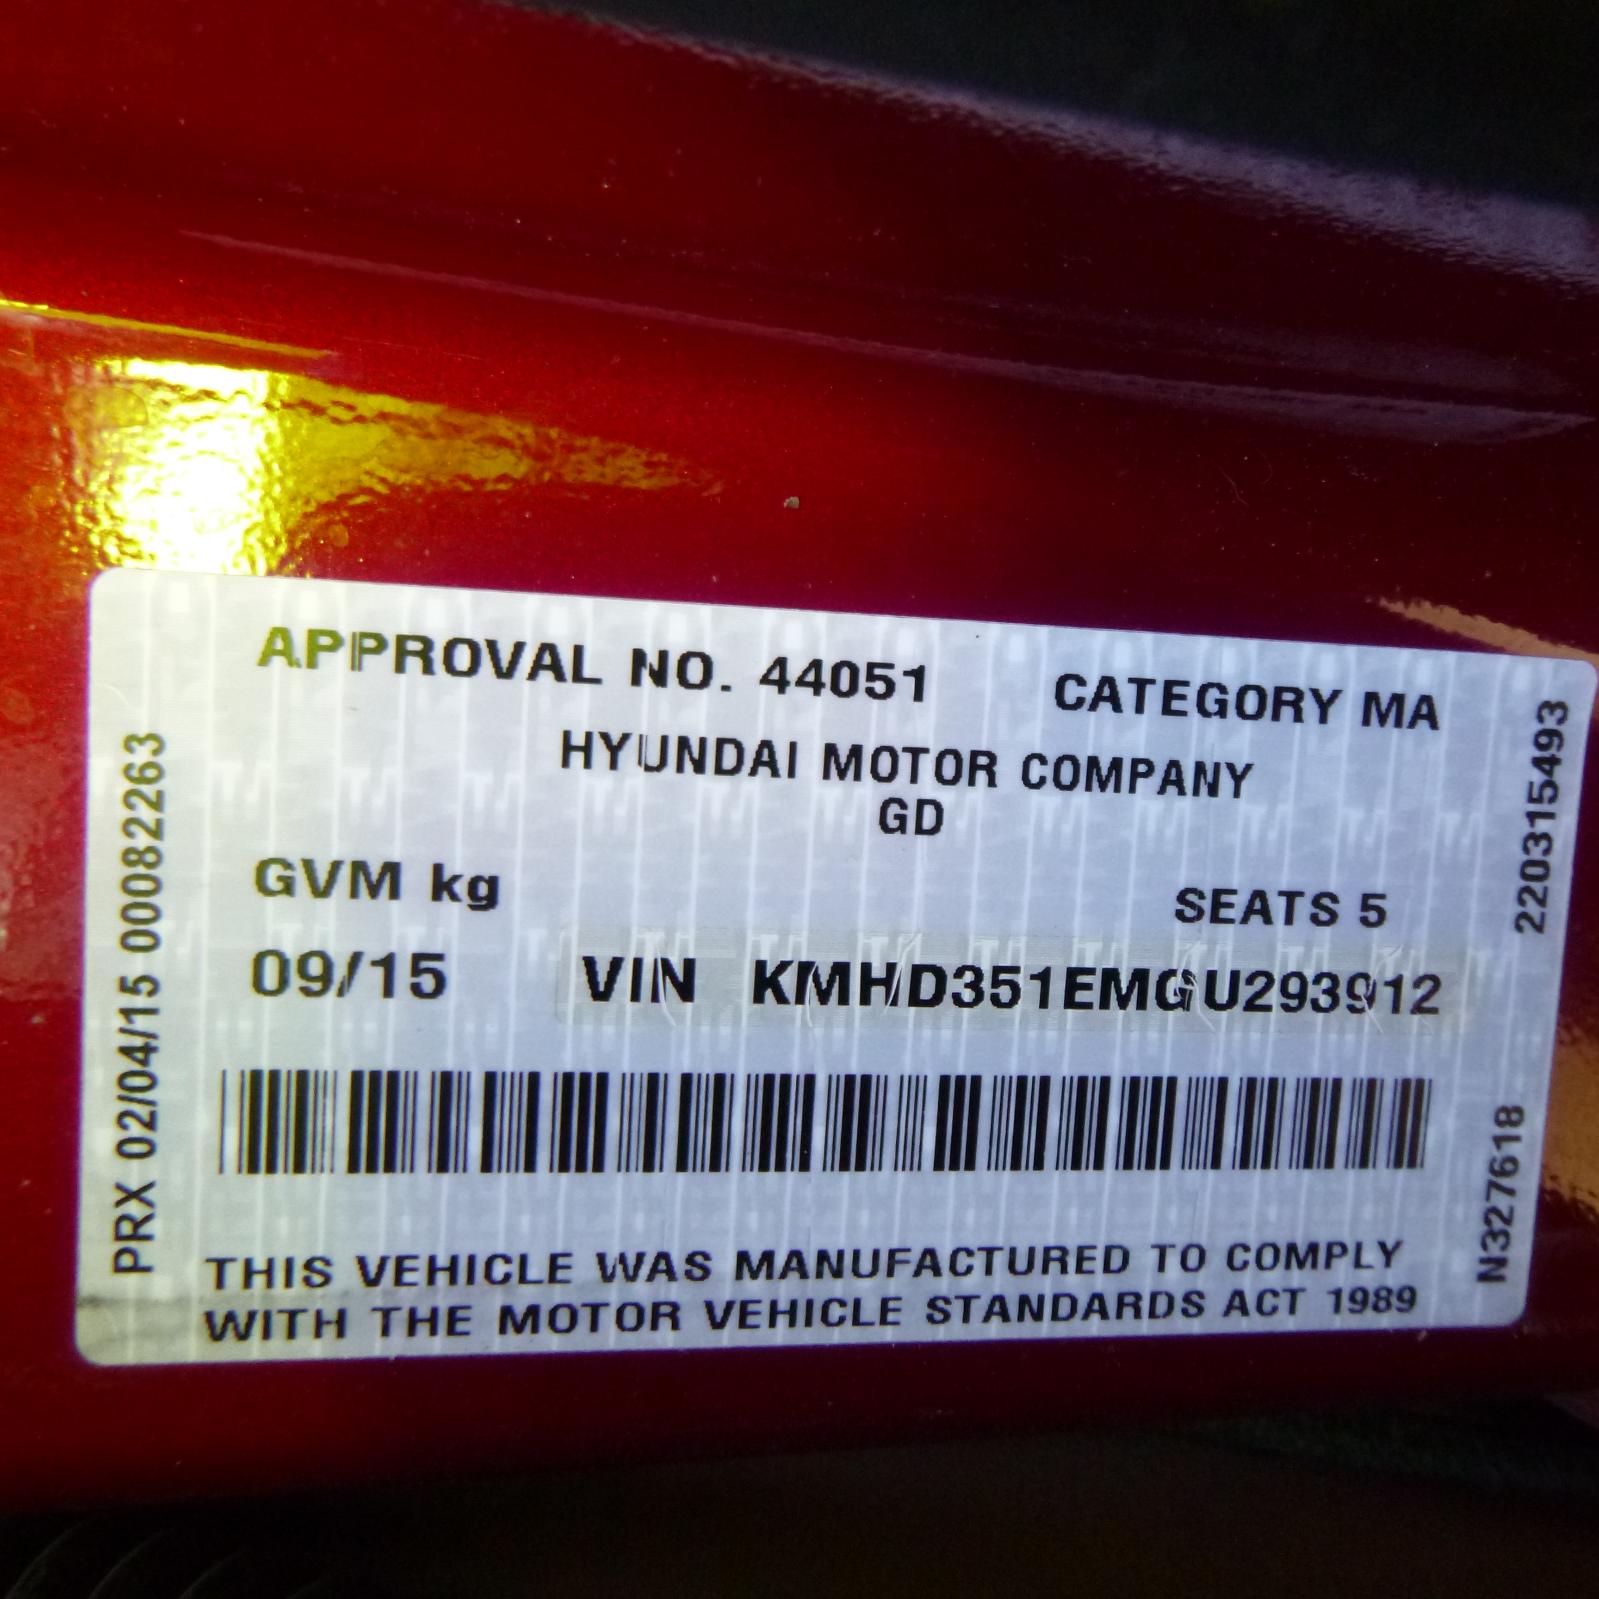 APPROVAL NO. 44051 CATEGORY MA
HYUNDAI MOTOR COMPANY
GD
GVM kg SEATS 5
09/15 VIN KMHD351EMGU293912
THIS VEHICLE WAS MANUFACTURED TO COMPLY
WITH THE MOTOR VEHICLE STANDARDS ACT 1989
PRX 02/04/15 00082263
220315493
N327618